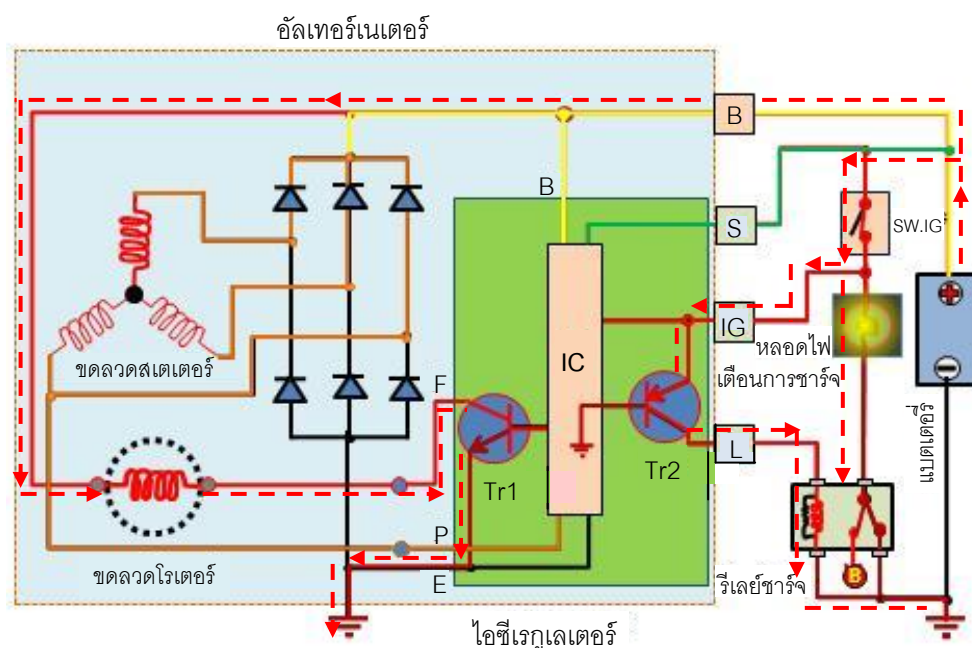 อัลเทอร์เนเตอร์
B
B
S
SW.IG
IG
IC
ขดลวดสเตเตอร์
หลอดไฟ
เตือนการชาร์จ
F
L
แบตเตอรี่
Tr1
Tr2
P
B
ขดลวดโรเตอร์
E
รีเลย์ชาร์จ
ไอซีเรกูเลเตอร์